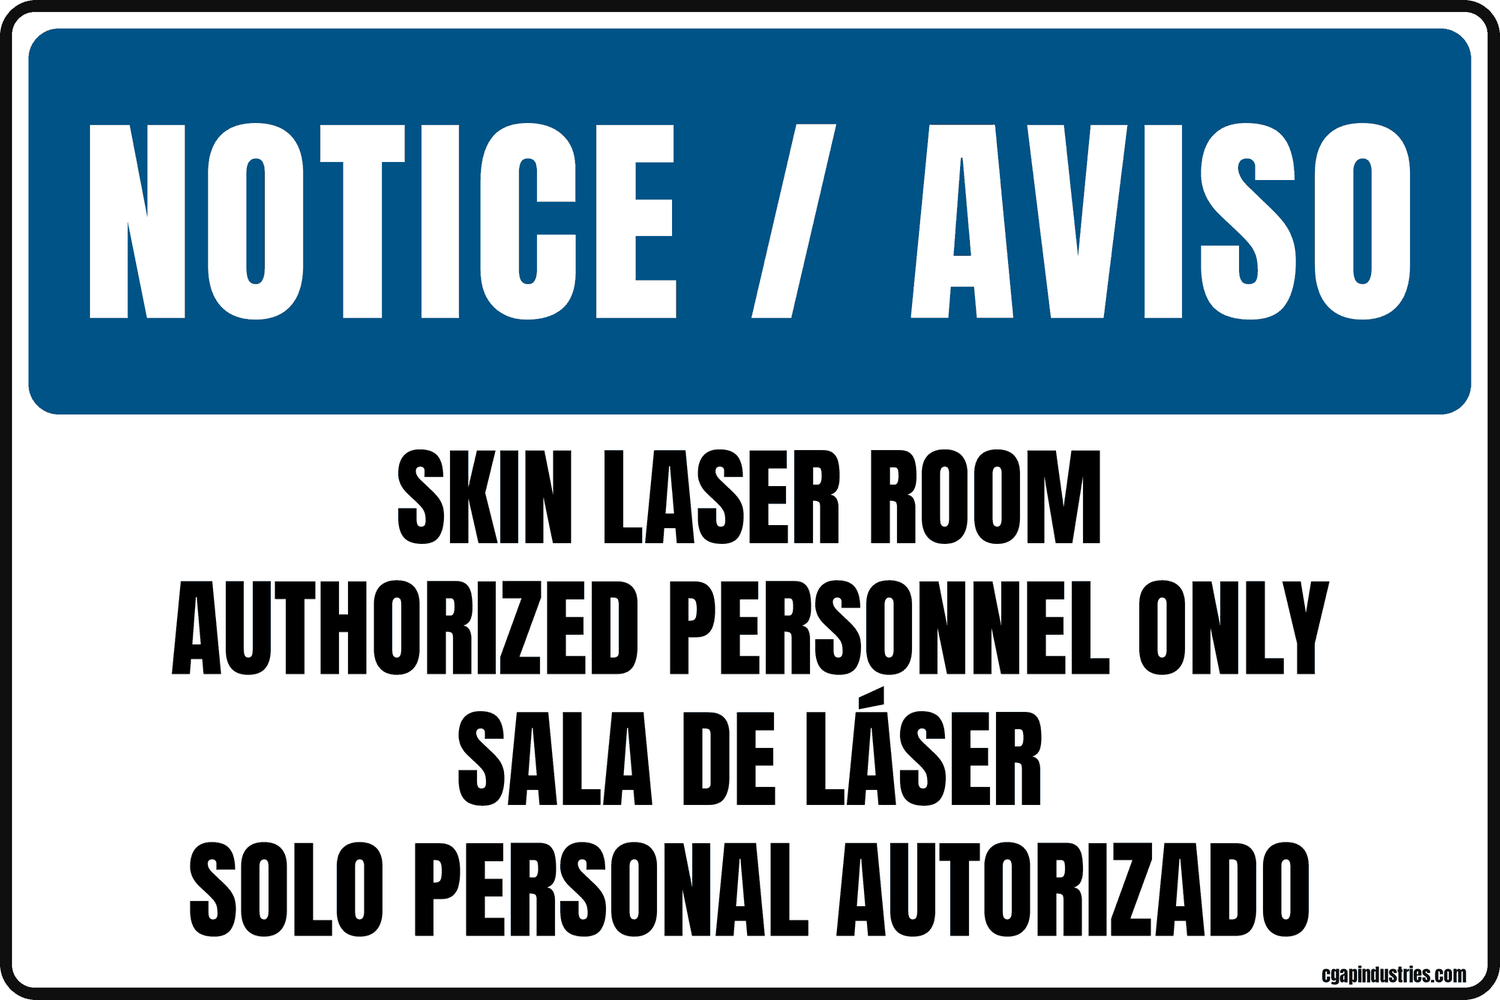 NOTICE / AVISO
SKIN LASER ROOM
AUTHORIZED PERSONNEL ONLY
SALA DE LÁSER
SOLO PERSONAL AUTORIZADO
cgapindustries.com